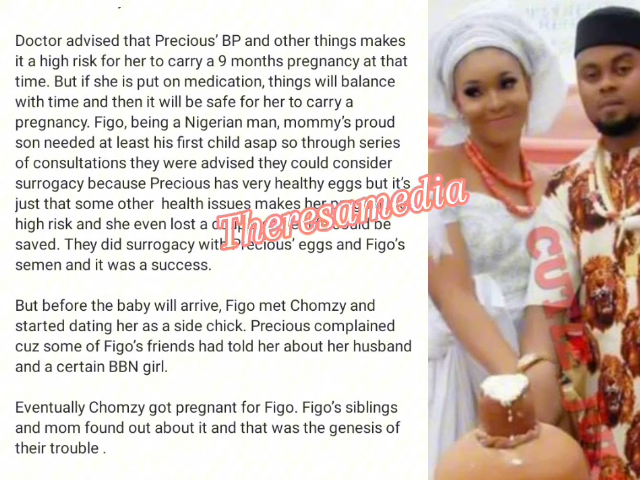 Doctor advised that Precious’ BP and other things makes
it a high risk for her to carry a 9 months pregnancy at that
time. But if she is put on medication, things will balance
with time and then it will be safe for her to carry a
pregnancy. Figo, being a Nigerian man, mommy’s proud
son needed at least his first child asap so through series
of consultations they were advised they could consider
surrogacy because Precious has very healthy eggs but it’s
just that some other health issues makes her
high risk and she even lost a be
saved. They did surrogacy with Precious’ eggs and Figo’s
semen and it was a success.
But before the baby will arrive, Figo met Chomzy and
started dating her as a side chick. Precious complained
cuz some of Figo’s friends had told her about her husband
and a certain BBN girl.
Eventually Chomzy got pregnant for Figo. Figo’s siblings
and mom found out about it and that was the genesis of
their trouble .
Theresamedia